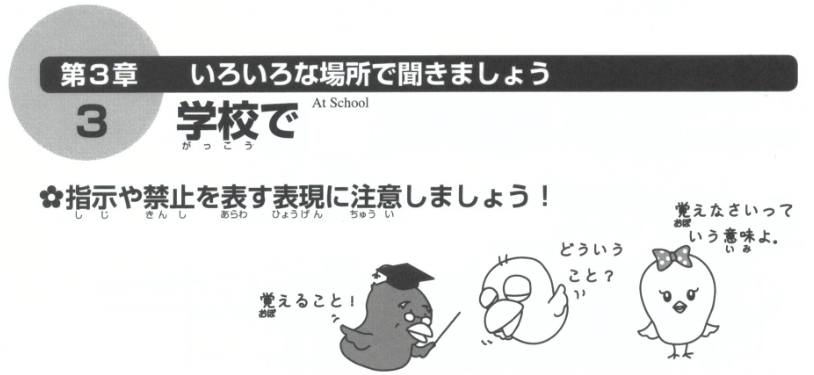 第3章 いろいろな場所で聞きましょう
3 学校で At School
がっこう
✿指示や禁止を表す表現に注意しましょう！
しじ きんし あらわ ひょうげん ちゅうい
覚えなさいって
おぼ
いう意味よ。
いみ
どういう
こと？
覚えること！
おぼ